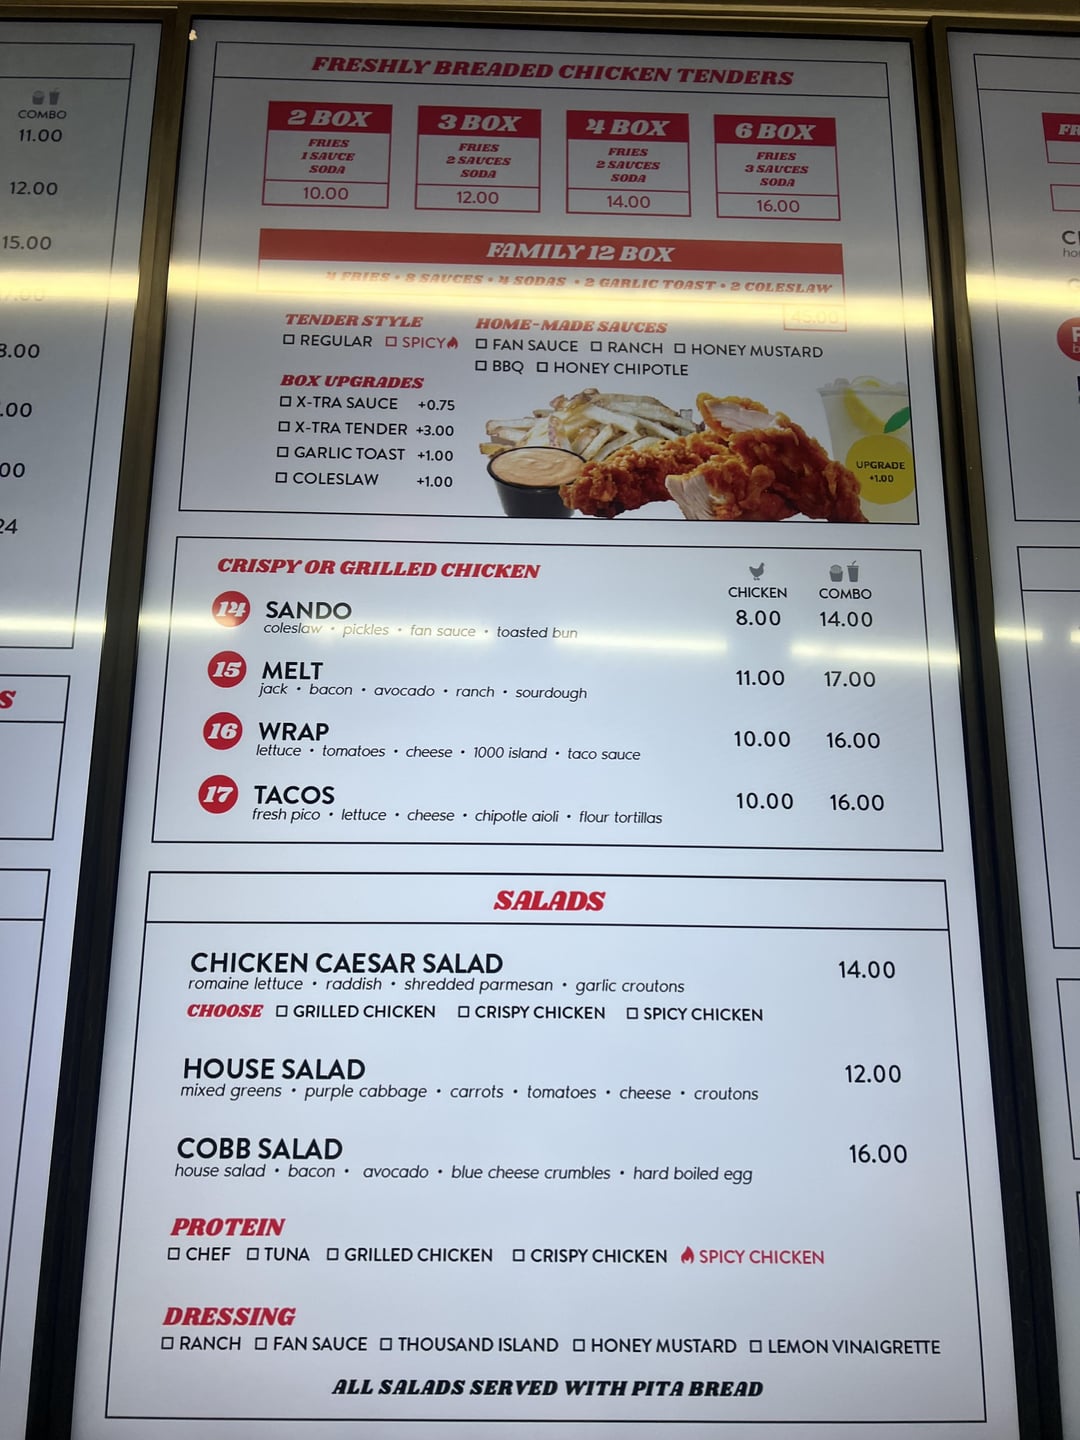 COMBO
11.00
12.00
15.00
8.00
.00
00
24
S
FRESHLY BREADED CHICKEN TENDERS
2 BOX
FRIES
1 SAUCE
SODA
10.00
3 BOX
FRIES
2 SAUCES
SODA
12.00
4 BOX
FRIES
2 SAUCES
SODA
14.00
6 BOX
FRIES
3 SAUCES
SODA
16.00
FAMILY 12 BOX
4 FRIES • 8 SAUCES • 4 SODAS • 2 GARLIC TOAST • 2 COLESLAW
45.00
TENDER STYLE
REGULAR SPICY
HOME-MADE SAUCES
FAN SAUCE RANCH HONEY MUSTARD
BBQ HONEY CHIPOTLE
BOX UPGRADES
X-TRA SAUCE +0.75
X-TRA TENDER +3.00
GARLIC TOAST +1.00
COLESLAW +1.00
UPGRADE
+1.00
CRISPY OR GRILLED CHICKEN
CHICKEN COMBO
14 SANDO 8.00 14.00
coleslaw • pickles • fan sauce • toasted bun
15 MELT 11.00 17.00
jack • bacon • avocado • ranch • sourdough
16 WRAP 10.00 16.00
lettuce • tomatoes • cheese • 1000 island • taco sauce
17 TACOS 10.00 16.00
fresh pico • lettuce • cheese • chipotle aioli • flour tortillas
SALADS
CHICKEN CAESAR SALAD 14.00
romaine lettuce • raddish • shredded parmesan • garlic croutons
CHOOSE GRILLED CHICKEN CRISPY CHICKEN SPICY CHICKEN
HOUSE SALAD 12.00
mixed greens • purple cabbage • carrots • tomatoes • cheese • croutons
COBB SALAD 16.00
house salad • bacon • avocado • blue cheese crumbles • hard boiled egg
PROTEIN
CHEF TUNA GRILLED CHICKEN CRISPY CHICKEN SPICY CHICKEN
DRESSING
RANCH FAN SAUCE THOUSAND ISLAND HONEY MUSTARD LEMON VINAIGRETTE
ALL SALADS SERVED WITH PITA BREAD
FR